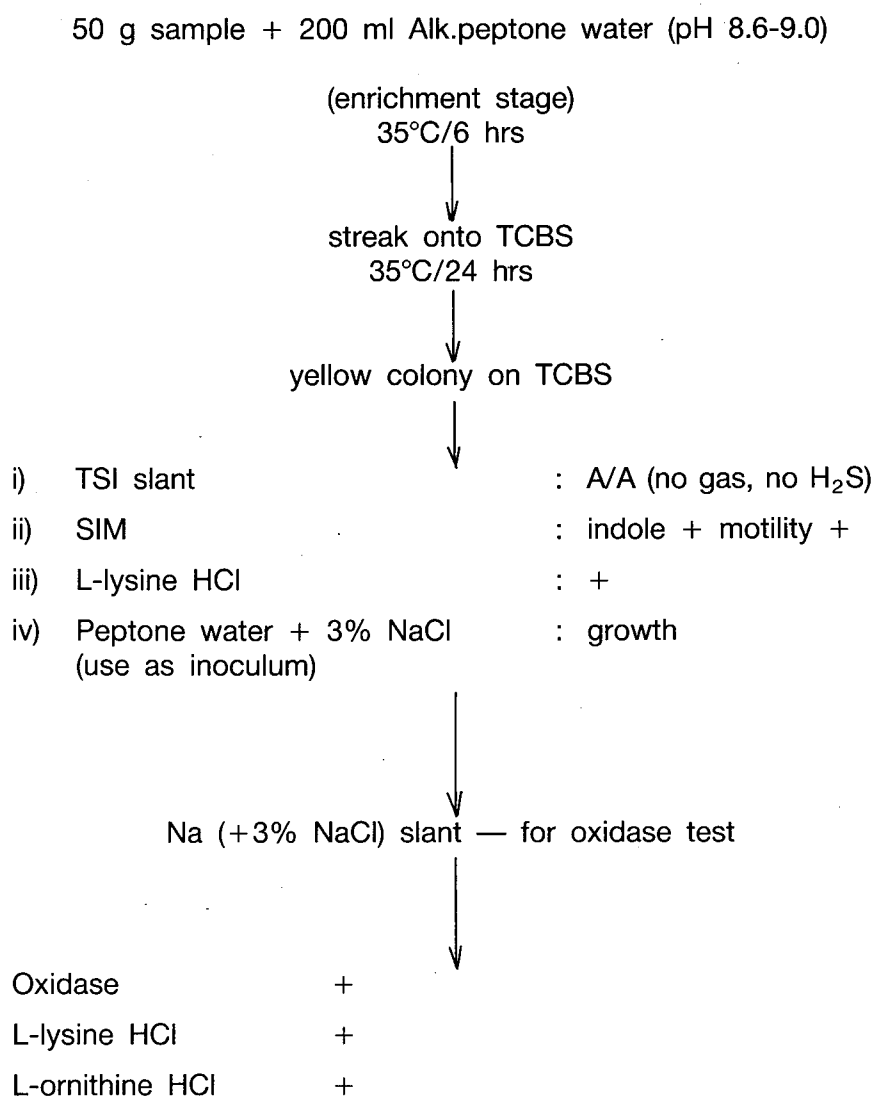 50 g sample + 200 ml Alk.peptone water (pH 8.6-9.0)
(enrichment stage)
35°C/6 hrs
streak onto TCBS
35°C/24 hrs
yellow colony on TCBS
i) TSI slant : A/A (no gas, no H₂S)
ii) SIM : indole + motility +
iii) L-lysine HCl : +
iv) Peptone water + 3% NaCl : growth
(use as inoculum)
Na (+3% NaCl) slant — for oxidase test
Oxidase +
L-lysine HCl +
L-ornithine HCl +